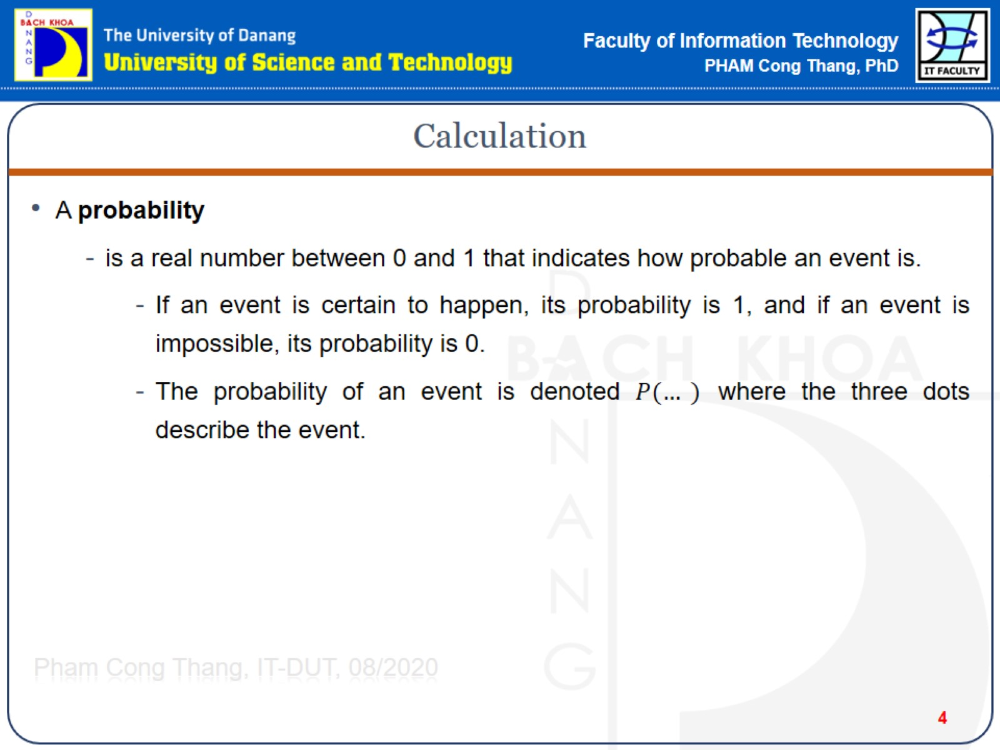 D
BACH KHOA
N
A
N
G
The University of Danang
University of Science and Technology
Faculty of Information Technology
PHAM Cong Thang, PhD
IT FACULTY
Calculation
• A probability
- is a real number between 0 and 1 that indicates how probable an event is.
- If an event is certain to happen, its probability is 1, and if an event is
impossible, its probability is 0.
- The probability of an event is denoted P(… ) where the three dots
describe the event.
D
BACH KHOA
N
A
N
G
Pham Cong Thang, IT-DUT, 08/2020
4